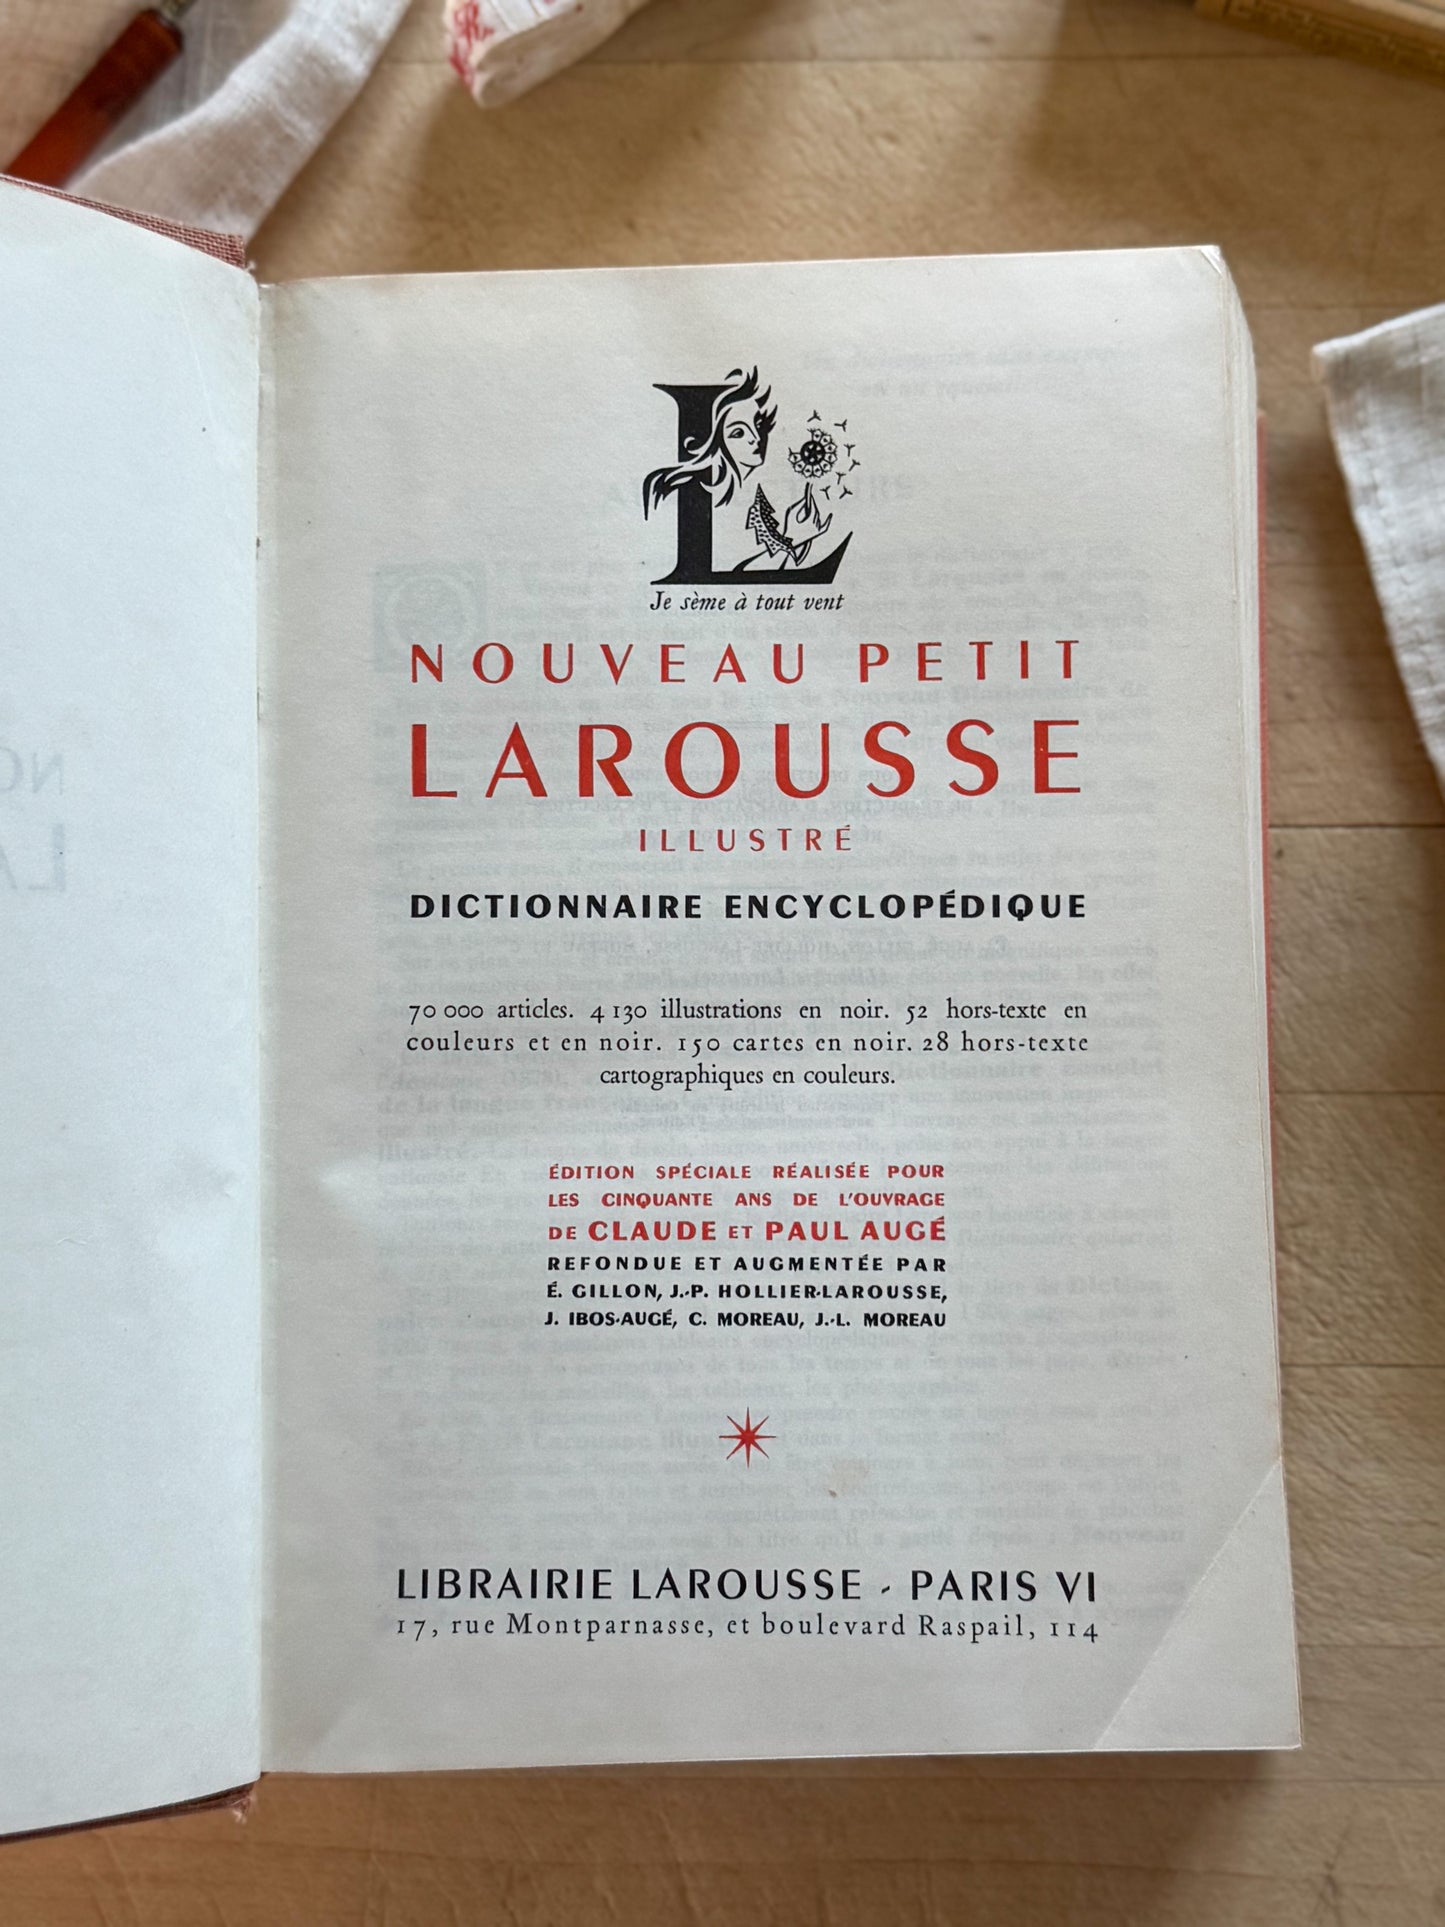 Je sème à tout vent
NOUVEAU PETIT
LAROUSSE
ILLUSTRÉ
DICTIONNAIRE ENCYCLOPÉDIQUE
70 000 articles. 4 130 illustrations en noir. 52 hors-texte en
couleurs et en noir. 150 cartes en noir. 28 hors-texte
cartographiques en couleurs.
ÉDITION SPÉCIALE RÉALISÉE POUR
LES CINQUANTE ANS DE L'OUVRAGE
DE CLAUDE ET PAUL AUGÉ
REFONDUE ET AUGMENTÉE PAR
É. GILLON, J.-P. HOLLIER-LAROUSSE,
J. IBOS-AUGÉ, C. MOREAU, J.-L. MOREAU
LIBRAIRIE LAROUSSE - PARIS VI
17, rue Montparnasse, et boulevard Raspail, 114